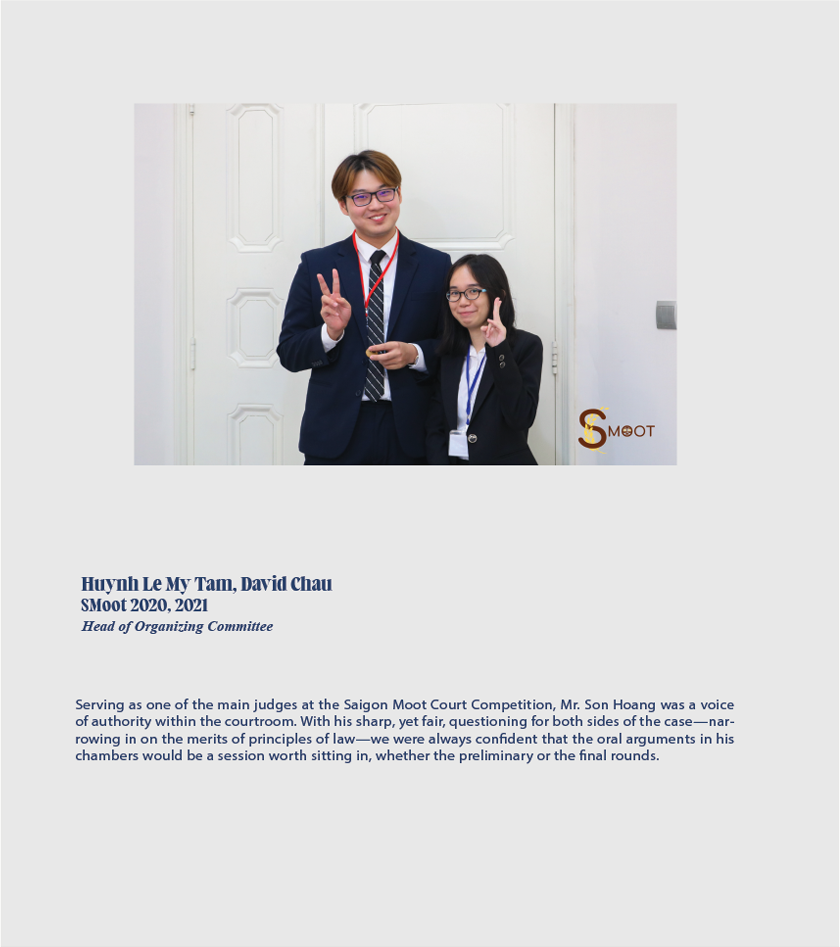 SMOOT
Huynh Le My Tam, David Chau
SMoot 2020, 2021
Head of Organizing Committee
Serving as one of the main judges at the Saigon Moot Court Competition, Mr. Son Hoang was a voice
of authority within the courtroom. With his sharp, yet fair, questioning for both sides of the case—nar-
rowing in on the merits of principles of law—we were always confident that the oral arguments in his
chambers would be a session worth sitting in, whether the preliminary or the final rounds.